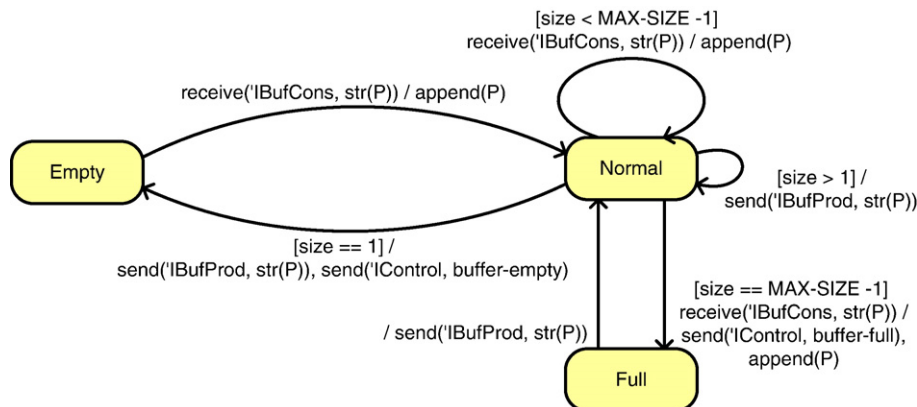 [size < MAX-SIZE -1]
receive('IBufCons, str(P)) / append(P)
receive('IBufCons, str(P)) / append(P)
Empty
Normal
[size > 1] /
send('IBufProd, str(P))
[size == 1] /
send('IBufProd, str(P)), send('IControl, buffer-empty)
[size == MAX-SIZE -1]
receive('IBufCons, str(P)) /
send('IControl, buffer-full),
append(P)
/ send('IBufProd, str(P))
Full